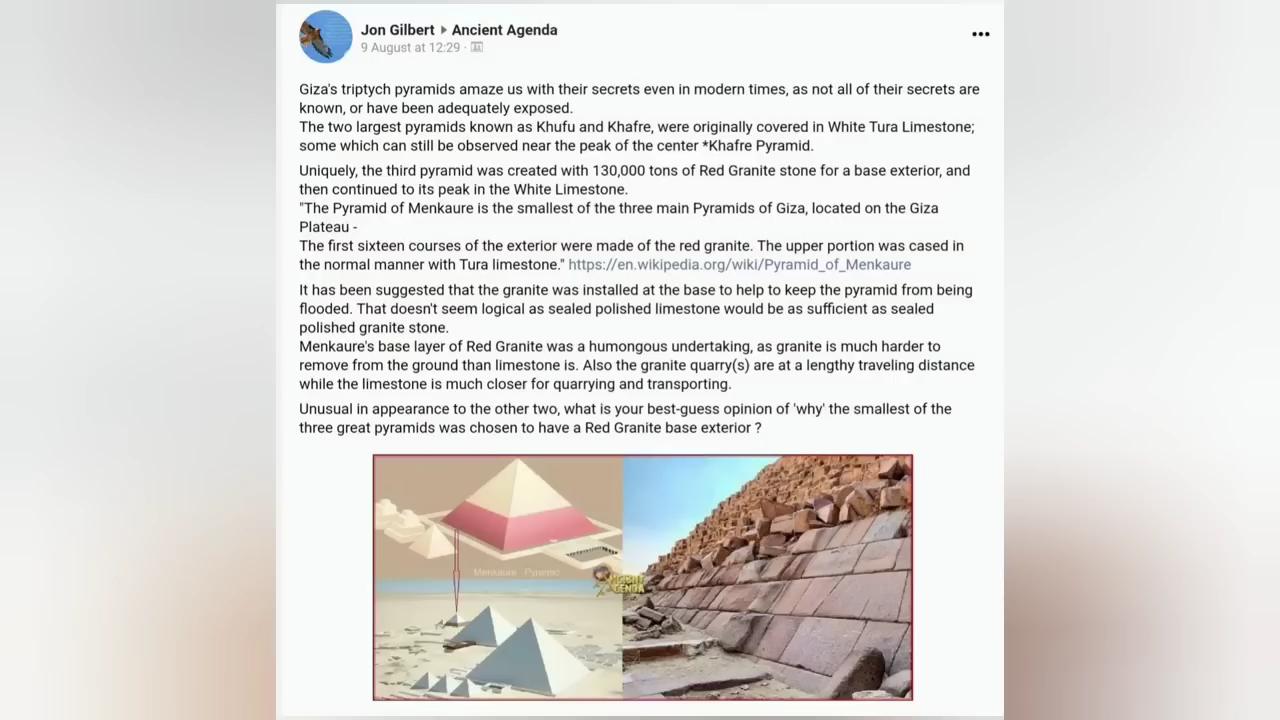 Jon Gilbert ▸ Ancient Agenda
9 August at 12:29 ·
Giza's triptych pyramids amaze us with their secrets even in modern times, as not all of their secrets are
known, or have been adequately exposed.
The two largest pyramids known as Khufu and Khafre, were originally covered in White Tura Limestone;
some which can still be observed near the peak of the center *Khafre Pyramid.
Uniquely, the third pyramid was created with 130,000 tons of Red Granite stone for a base exterior, and
then continued to its peak in the White Limestone.
"The Pyramid of Menkaure is the smallest of the three main Pyramids of Giza, located on the Giza
Plateau -
The first sixteen courses of the exterior were made of the red granite. The upper portion was cased in
the normal manner with Tura limestone." https://en.wikipedia.org/wiki/Pyramid_of_Menkaure
It has been suggested that the granite was installed at the base to help to keep the pyramid from being
flooded. That doesn't seem logical as sealed polished limestone would be as sufficient as sealed
polished granite stone.
Menkaure's base layer of Red Granite was a humongous undertaking, as granite is much harder to
remove from the ground than limestone is. Also the granite quarry(s) are at a lengthy traveling distance
while the limestone is much closer for quarrying and transporting.
Unusual in appearance to the other two, what is your best-guess opinion of 'why' the smallest of the
three great pyramids was chosen to have a Red Granite base exterior ?
Menkaure Pyramid